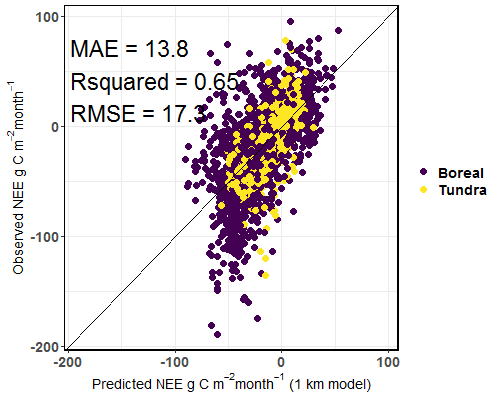 100
0
-100
-200
Observed NEE g C m−2month−1
MAE = 13.8
Rsquared = 0.65
RMSE = 17.3
-200 -100 0 100
Predicted NEE g C m−2month−1 (1 km model)
Boreal
Tundra